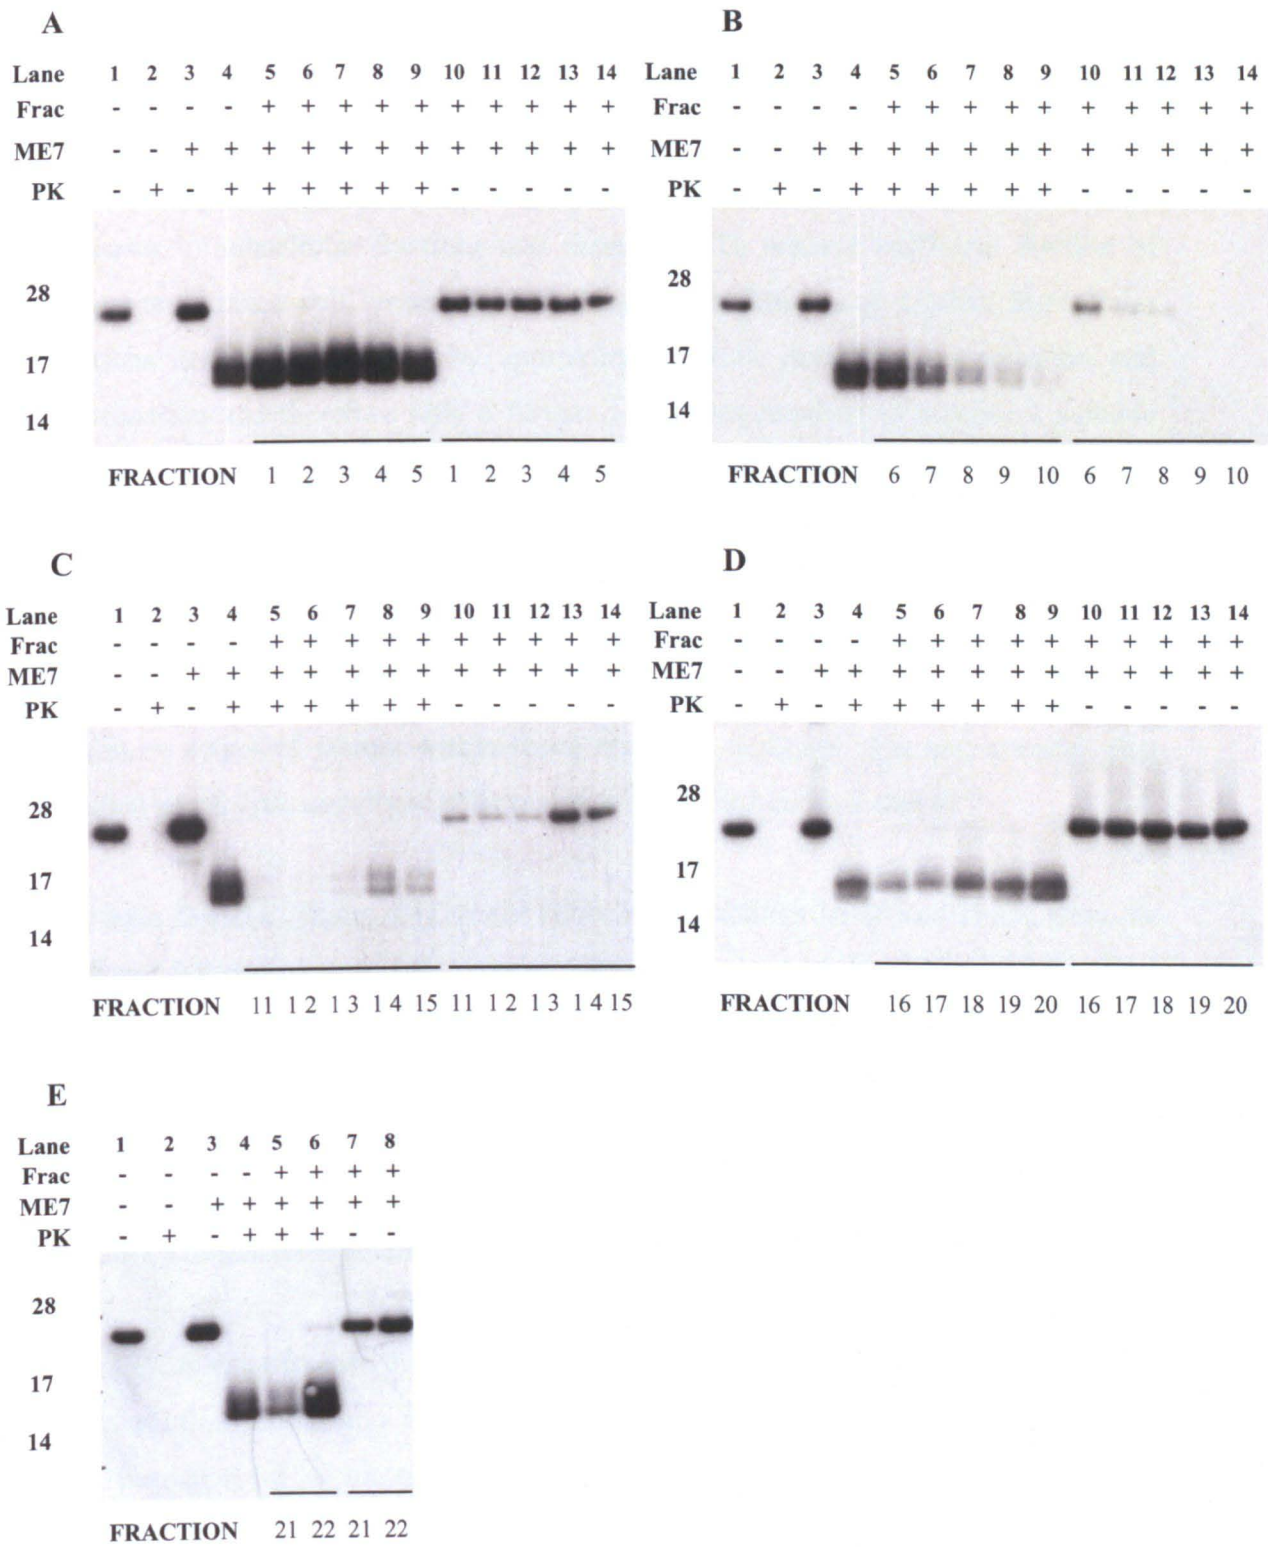 A
Lane 1 2 3 4 5 6 7 8 9 10 11 12 13 14
Frac - - - - + + + + + + + + + +
ME7 - - + + + + + + + + + + + +
PK - + - + + + + + + - - - - -
28
17
14
FRACTION 1 2 3 4 5 1 2 3 4 5
B
Lane 1 2 3 4 5 6 7 8 9 10 11 12 13 14
Frac - - - - + + + + + + + + + +
ME7 - - + + + + + + + + + + + +
PK - + - + + + + + + - - - - -
28
17
14
FRACTION 6 7 8 9 10 6 7 8 9 10
C
Lane 1 2 3 4 5 6 7 8 9 10 11 12 13 14
Frac - - - - + + + + + + + + + +
ME7 - - + + + + + + + + + + + +
PK - + - + + + + + + - - - - -
28
17
14
FRACTION 11 12 13 14 15 11 12 13 14 15
D
Lane 1 2 3 4 5 6 7 8 9 10 11 12 13 14
Frac - - - - + + + + + + + + + +
ME7 - - + + + + + + + + + + + +
PK - + - + + + + + + - - - - -
28
17
14
FRACTION 16 17 18 19 20 16 17 18 19 20
E
Lane 1 2 3 4 5 6 7 8
Frac - - - - + + + +
ME7 - - + + + + + +
PK - + - + + + - -
28
17
14
FRACTION 21 22 21 22